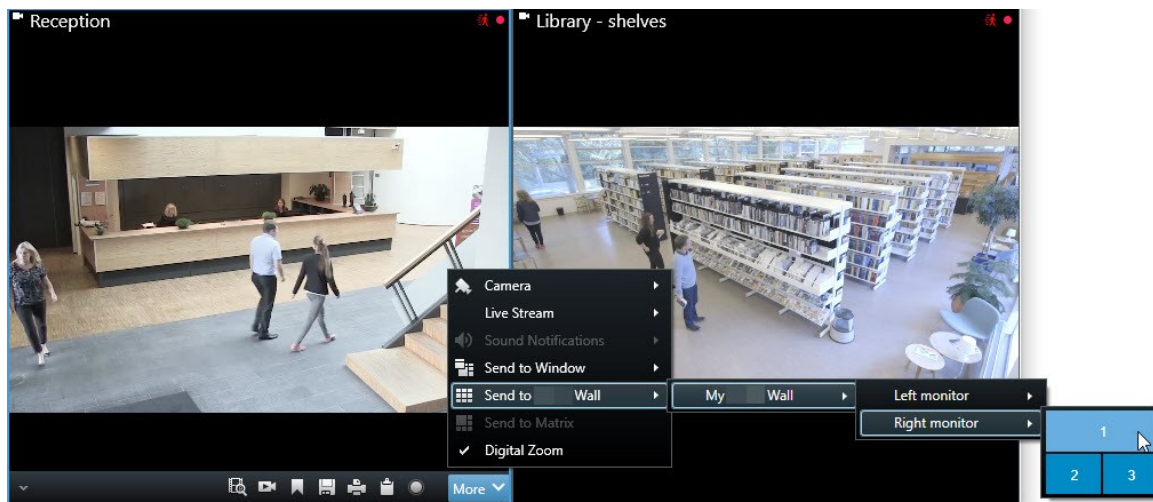 Reception
Library - shelves
Camera
Live Stream
Sound Notifications
Send to Window
Send to Wall
My Wall
Left monitor
Send to Matrix
Right monitor
1
Digital Zoom
2 3
More